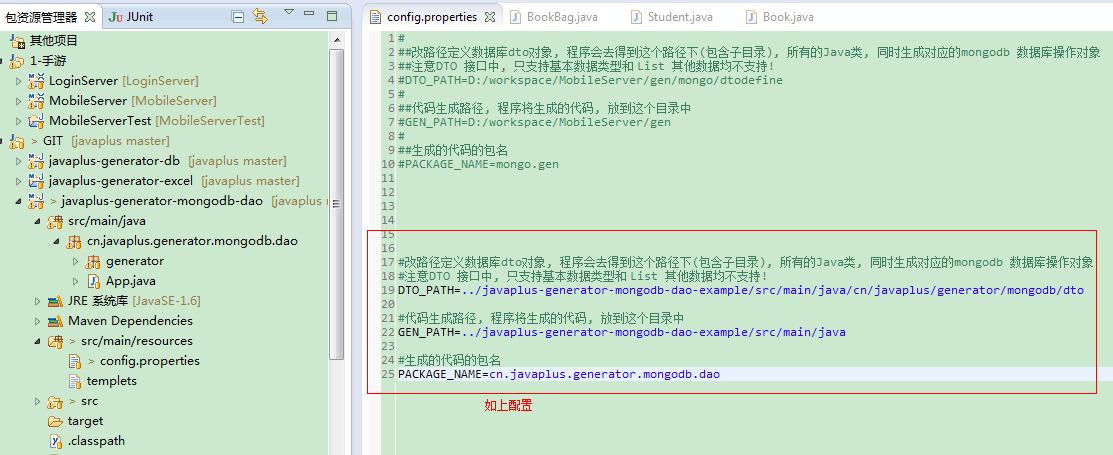 包资源管理器
JUnit
其他项目
1-手游
LoginServer [LoginServer]
MobileServer [MobileServer]
MobileServerTest [MobileServerTest]
> GIT [javaplus master]
javaplus-generator-db [javaplus master]
javaplus-generator-excel [javaplus master]
> javaplus-generator-mongodb-dao [javaplus
src/main/java
cn.javaplus.generator.mongodb.dao
generator
App.java
JRE 系统库 [JavaSE-1.6]
Maven Dependencies
> src/main/resources
> config.properties
templets
> src
target
.classpath
config.properties
BookBag.java
Student.java
Book.java
1 #
2 ##改路径定义数据库dto对象, 程序会去得到这个路径下(包含子目录), 所有的Java类, 同时生成对应的mongodb 数据库操作对象
3 ##注意DTO 接口中, 只支持基本数据类型和 List 其他数据均不支持!
4 #DTO_PATH=D:/workspace/MobileServer/gen/mongo/dtodefine
5 #
6 ##代码生成路径, 程序将生成的代码, 放到这个目录中
7 #GEN_PATH=D:/workspace/MobileServer/gen
8 #
9 ##生成的代码的包名
10 #PACKAGE_NAME=mongo.gen
11
12
13
14
15
16
17 #改路径定义数据库dto对象, 程序会去得到这个路径下(包含子目录), 所有的Java类, 同时生成对应的mongodb 数据库操作对象
18 #注意DTO 接口中, 只支持基本数据类型和 List 其他数据均不支持!
19 DTO_PATH=../javaplus-generator-mongodb-dao-example/src/main/java/cn/javaplus/generator/mongodb/dto
20
21 #代码生成路径, 程序将生成的代码, 放到这个目录中
22 GEN_PATH=../javaplus-generator-mongodb-dao-example/src/main/java
23
24 #生成的代码的包名
25 PACKAGE_NAME=cn.javaplus.generator.mongodb.dao
如上配置